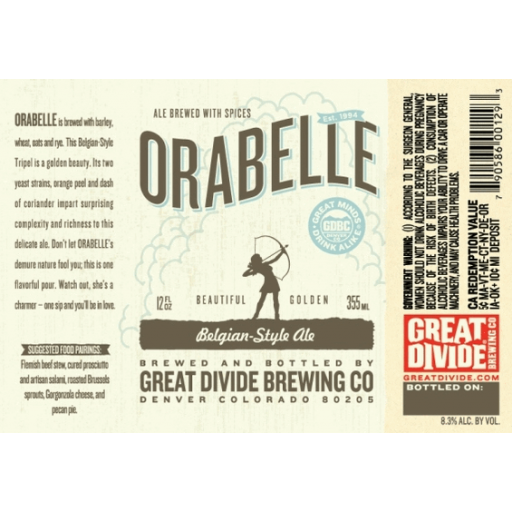 ORABELLE is brewed with barley,
wheat, oats and rye. This Belgian-Style
Tripel is a golden beauty. Its two
yeast strains, orange peel and dash
of coriander impart surprising
complexity and richness to this
delicate ale. Don't let ORABELLE's
demure nature fool you; this is one
flavorful pour. Watch out, she's a
charmer – one sip and you'll be in love.
SUGGESTED FOOD PAIRINGS:
Flemish beef stew, cured prosciutto
and artisan salami, roasted Brussels
sprouts, Gorgonzola cheese, and
pecan pie.
ALE BREWED WITH SPICES
Est. 1994
ORABELLE
GREAT MINDS
GDBC
DRINK ALIKE
12 FL OZ
BEAUTIFUL GOLDEN
355 ML
Belgian-Style Ale
BREWED AND BOTTLED BY
GREAT DIVIDE BREWING CO
DENVER COLORADO 80205
GOVERNMENT WARNING: (1) ACCORDING TO THE SURGEON GENERAL,
WOMEN SHOULD NOT DRINK ALCOHOLIC BEVERAGES DURING PREGNANCY
BECAUSE OF THE RISK OF BIRTH DEFECTS. (2) CONSUMPTION OF
ALCOHOLIC BEVERAGES IMPAIRS YOUR ABILITY TO DRIVE A CAR OR OPERATE
MACHINERY, AND MAY CAUSE HEALTH PROBLEMS.
CA REDEMPTION VALUE
5¢ MA-VT-ME-CT-NY-DE-OR
IA-OK+ 10¢ MI DEPOSIT
7 90586 00129 3
GREAT
DIVIDE
BREWING CO
GREATDIVIDE.COM
BOTTLED ON:
8.3% ALC. BY VOL.